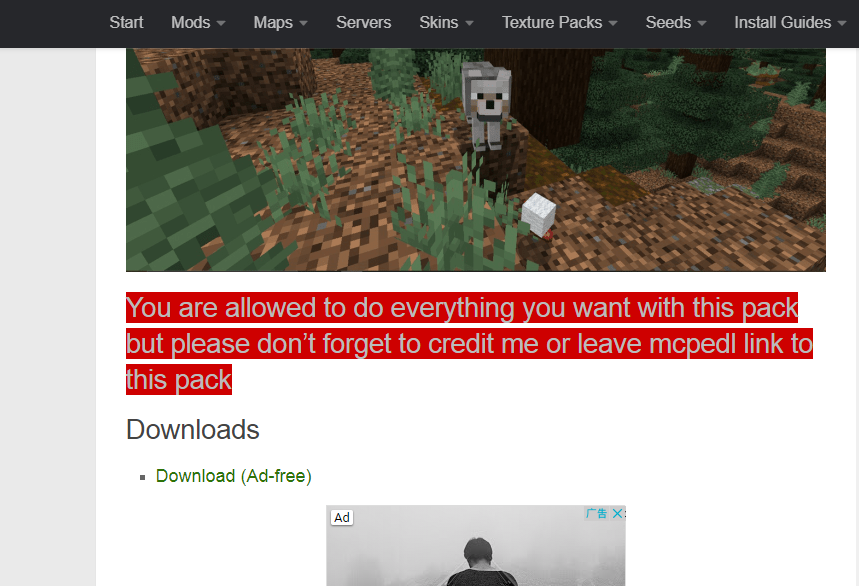 Start Mods Maps Servers Skins Texture Packs Seeds Install Guides
You are allowed to do everything you want with this pack
but please don’t forget to credit me or leave mcpedl link to
this pack
Downloads
Download (Ad-free)
Ad
广告